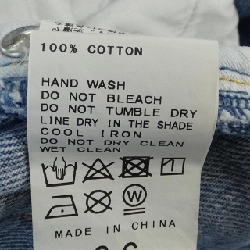 100% COTTON
HAND WASH
DO NOT BLEACH
DO NOT TUMBLE DRY
LINE DRY IN THE SHADE
COOL IRON
DO NOT DRY CLEAN
WET CLEAN
W
MADE IN CHINA